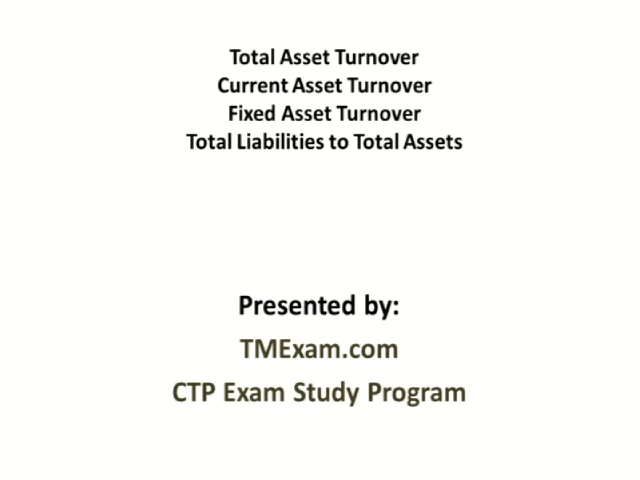 Total Asset Turnover
Current Asset Turnover
Fixed Asset Turnover
Total Liabilities to Total Assets
Presented by:
TMExam.com
CTP Exam Study Program